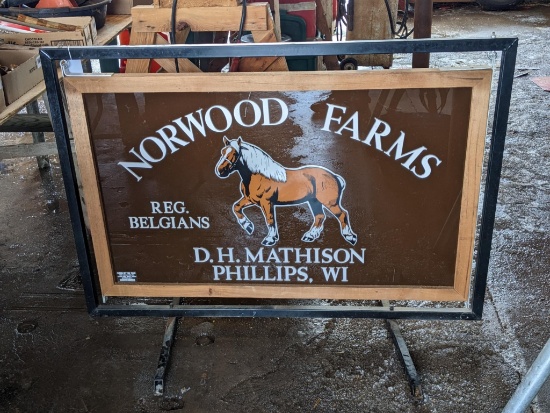 NORWOOD FARMS
REG.
BELGIANS
D.H. MATHISON
PHILLIPS, WI